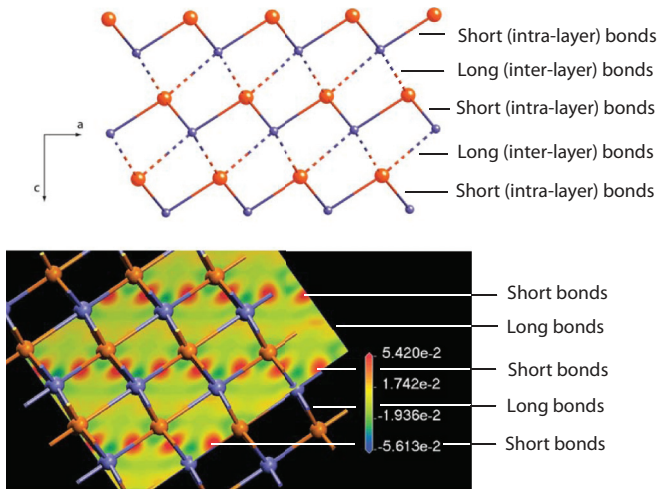 Short (intra-layer) bonds
Long (inter-layer) bonds
Short (intra-layer) bonds
Long (inter-layer) bonds
Short (intra-layer) bonds
a
c
Short bonds
Long bonds
Short bonds
Long bonds
Short bonds
5.420e-2
1.742e-2
-1.936e-2
-5.613e-2